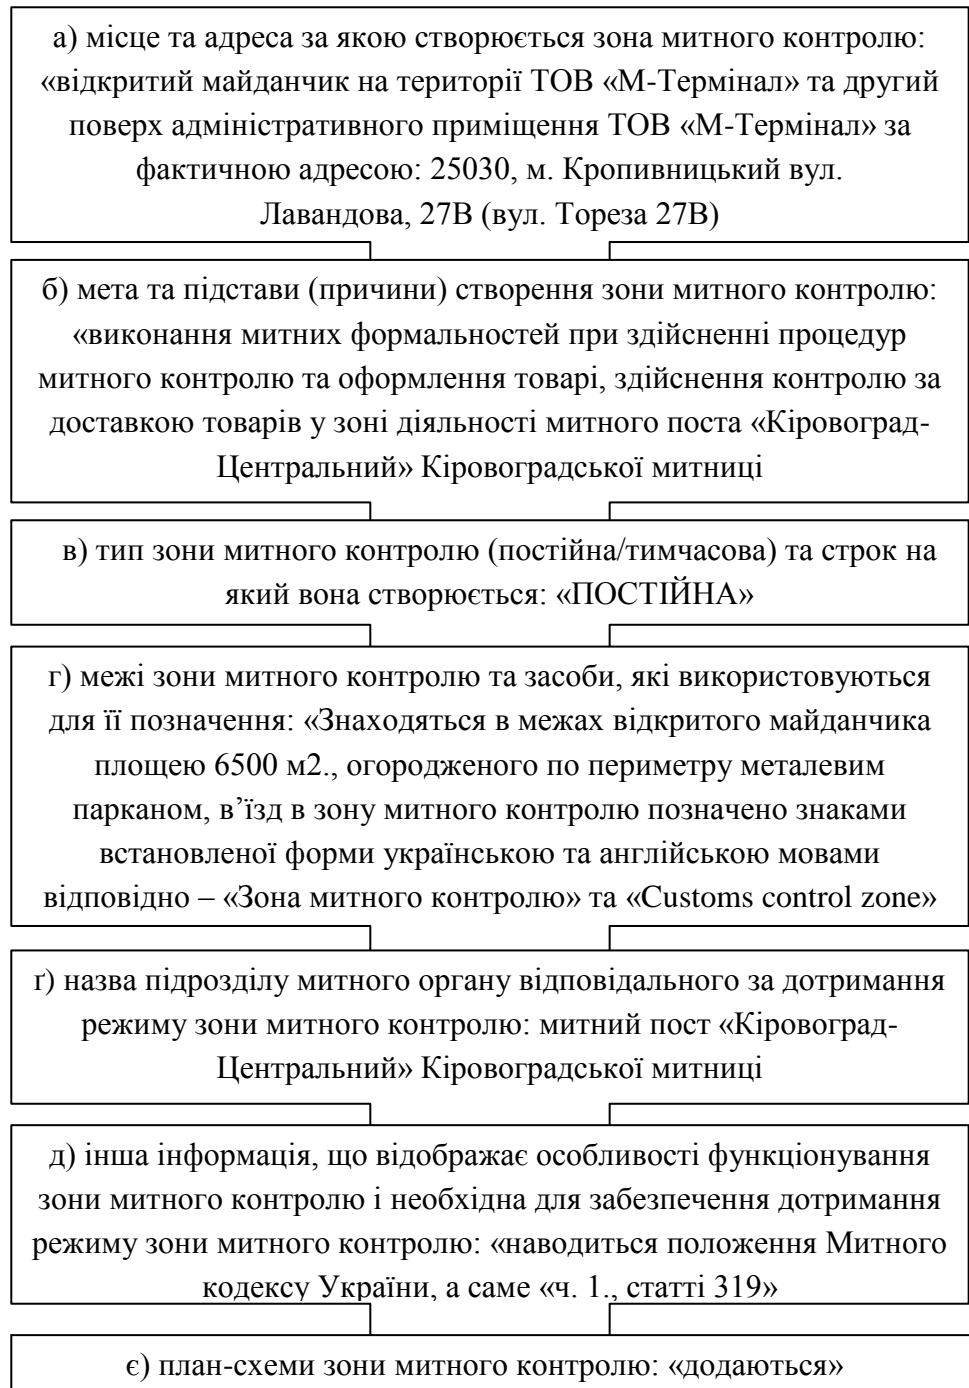 а) місце та адреса за якою створюється зона митного контролю:
«відкритий майданчик на території ТОВ «М-Термінал» та другий
поверх адміністративного приміщення ТОВ «М-Термінал» за
фактичною адресою: 25030, м. Кропивницький вул.
Лавандова, 27В (вул. Тореза 27В)
б) мета та підстави (причини) створення зони митного контролю:
«виконання митних формальностей при здійсненні процедур
митного контролю та оформлення товарі, здійснення контролю за
доставкою товарів у зоні діяльності митного поста «Кіровоград-
Центральний» Кіровоградської митниці
в) тип зони митного контролю (постійна/тимчасова) та строк на
який вона створюється: «ПОСТІЙНА»
г) межі зони митного контролю та засоби, які використовуються
для її позначення: «Знаходяться в межах відкритого майданчика
площею 6500 м2., огородженого по периметру металевим
парканом, в’їзд в зону митного контролю позначено знаками
встановленої форми українською та англійською мовами
відповідно – «Зона митного контролю» та «Customs control zone»
ґ) назва підрозділу митного органу відповідального за дотримання
режиму зони митного контролю: митний пост «Кіровоград-
Центральний» Кіровоградської митниці
д) інша інформація, що відображає особливості функціонування
зони митного контролю і необхідна для забезпечення дотримання
режиму зони митного контролю: «наводиться положення Митного
кодексу України, а саме «ч. 1., статті 319»
є) план-схеми зони митного контролю: «додаються»